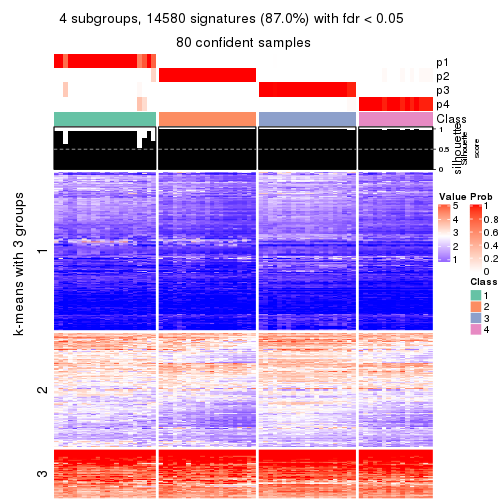 4 subgroups, 14580 signatures (87.0%) with fdr < 0.05
80 confident samples
p1
p2
p3
p4
Class
silhouette
Silhouette
score
1
0.5
0
k-means with 3 groups
1
2
3
Value
5
4
3
2
1
Prob
1
0.8
0.6
0.4
0.2
0
Class
1
2
3
4